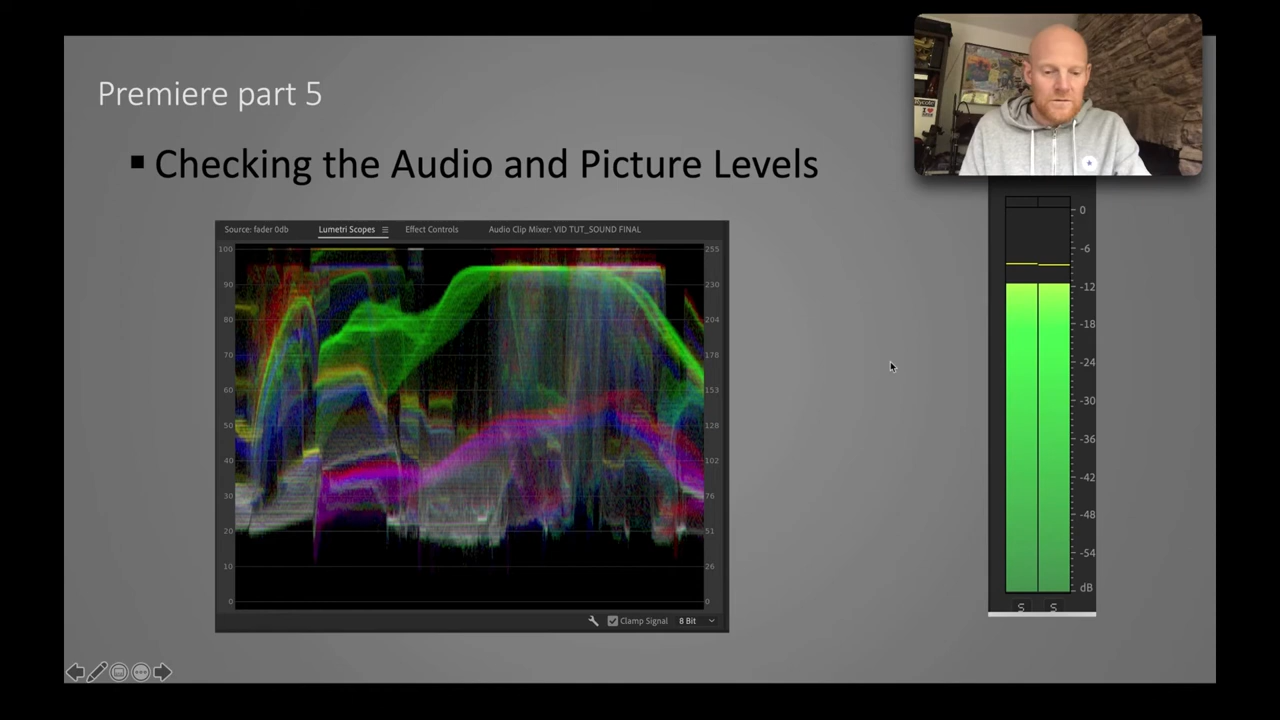 Premiere part 5
Checking the Audio and Picture Levels
Source: fader 0db
Lumetri Scopes
Effect Controls
Audio Clip Mixer: VID TUT_SOUND FINAL
100
90
80
70
60
50
40
30
20
10
0
255
230
204
178
153
128
102
76
51
26
0
Clamp Signal
8 Bit
0
-6
-12
-18
-24
-30
-36
-42
-48
-54
dB
S S
Rycote
I